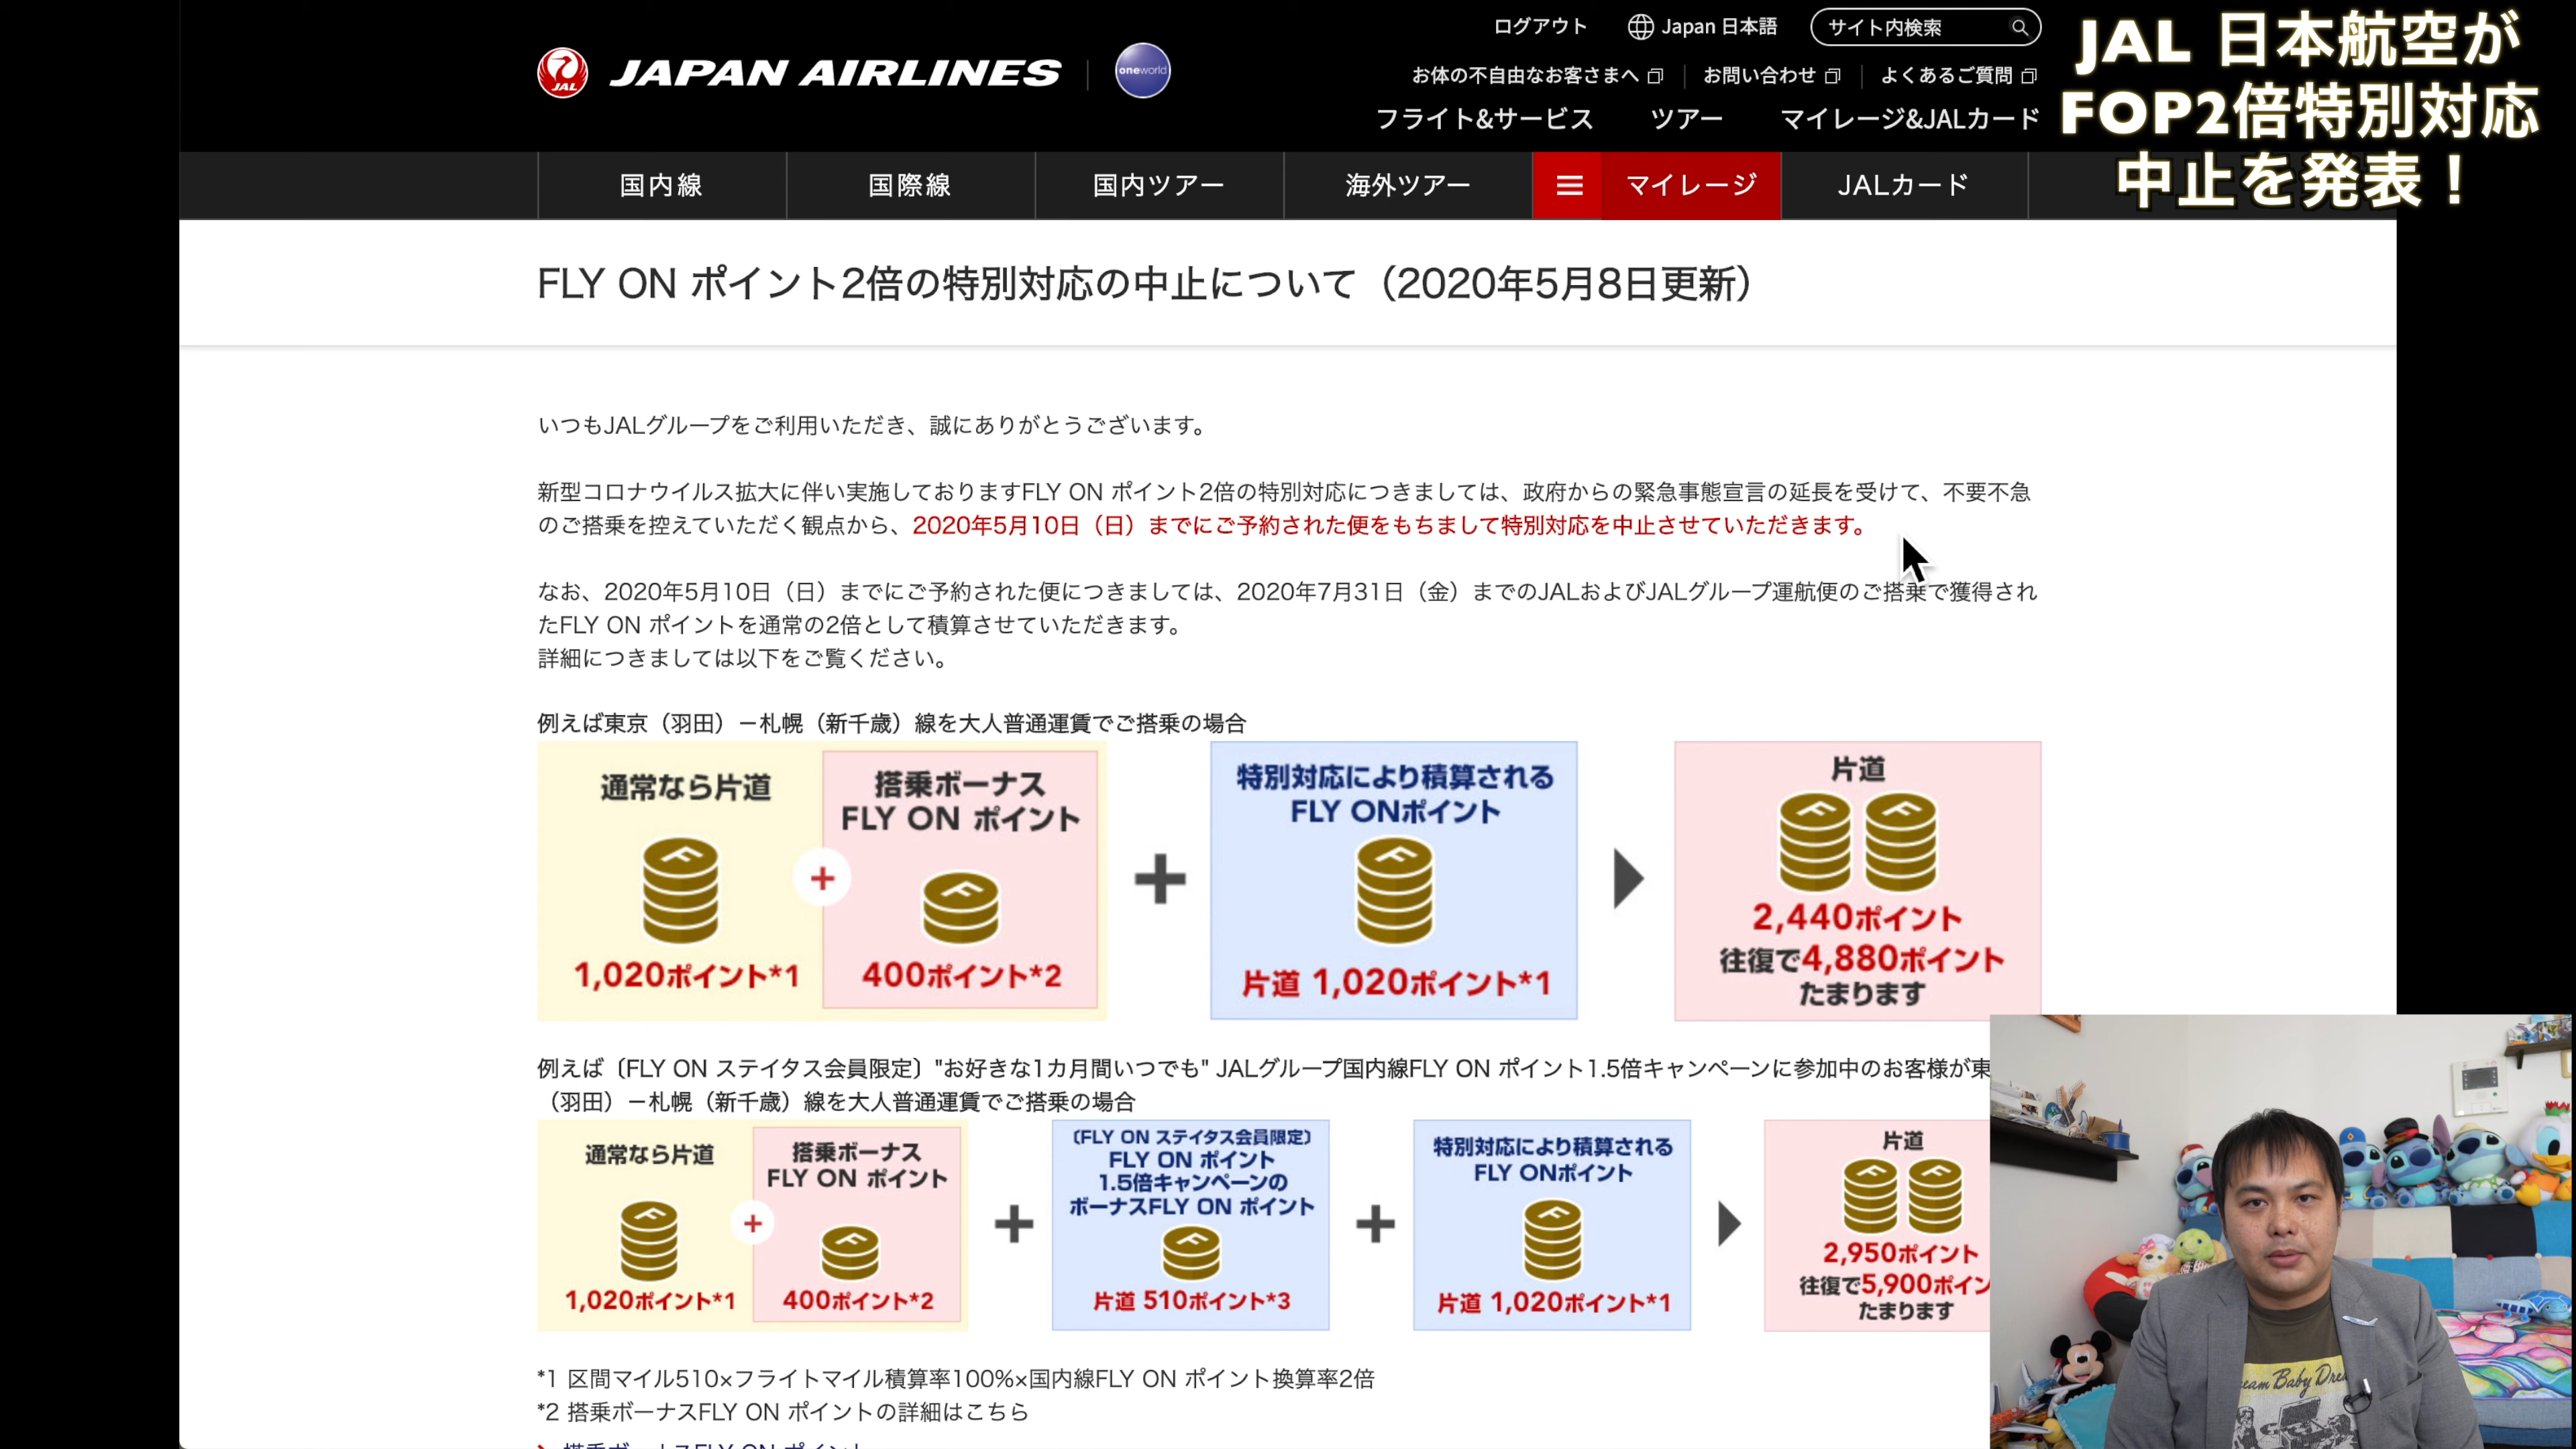 ログアウト Japan 日本語 サイト内検索
JAL JAPAN AIRLINES oneworld
お体の不自由なお客さまへ お問い合わせ よくあるご質問
フライト&サービス ツアー マイレージ&JALカード
JAL 日本航空が
FOP2倍特別対応
中止を発表！
国内線 国際線 国内ツアー 海外ツアー マイレージ JALカード
FLY ON ポイント2倍の特別対応の中止について（2020年5月8日更新）
いつもJALグループをご利用いただき、誠にありがとうございます。
新型コロナウイルス拡大に伴い実施しておりますFLY ON ポイント2倍の特別対応につきましては、政府からの緊急事態宣言の延長を受けて、不要不急
のご搭乗を控えていただく観点から、2020年5月10日（日）までにご予約された便をもちまして特別対応を中止させていただきます。
なお、2020年5月10日（日）までにご予約された便につきましては、2020年7月31日（金）までのJALおよびJALグループ運航便のご搭乗で獲得され
たFLY ON ポイントを通常の2倍として積算させていただきます。
詳細につきましては以下をご覧ください。
例えば東京（羽田）－札幌（新千歳）線を大人普通運賃でご搭乗の場合
通常なら片道
1,020ポイント*1
+
搭乗ボーナス
FLY ON ポイント
400ポイント*2
+
特別対応により積算される
FLY ONポイント
片道 1,020ポイント*1
片道
2,440ポイント
往復で4,880ポイント
たまります
例えば〔FLY ON ステイタス会員限定〕"お好きな1カ月間いつでも" JALグループ国内線FLY ON ポイント1.5倍キャンペーンに参加中のお客様が東
（羽田）－札幌（新千歳）線を大人普通運賃でご搭乗の場合
通常なら片道
1,020ポイント*1
+
搭乗ボーナス
FLY ON ポイント
400ポイント*2
+
〔FLY ON ステイタス会員限定〕
FLY ON ポイント
1.5倍キャンペーンの
ボーナスFLY ON ポイント
片道 510ポイント*3
+
特別対応により積算される
FLY ONポイント
片道 1,020ポイント*1
片道
2,950ポイント
往復で5,900ポイン
たまります
*1 区間マイル510×フライトマイル積算率100%×国内線FLY ON ポイント換算率2倍
*2 搭乗ボーナスFLY ON ポイントの詳細はこちら
搭乗ボーナスFLY ON ポイント